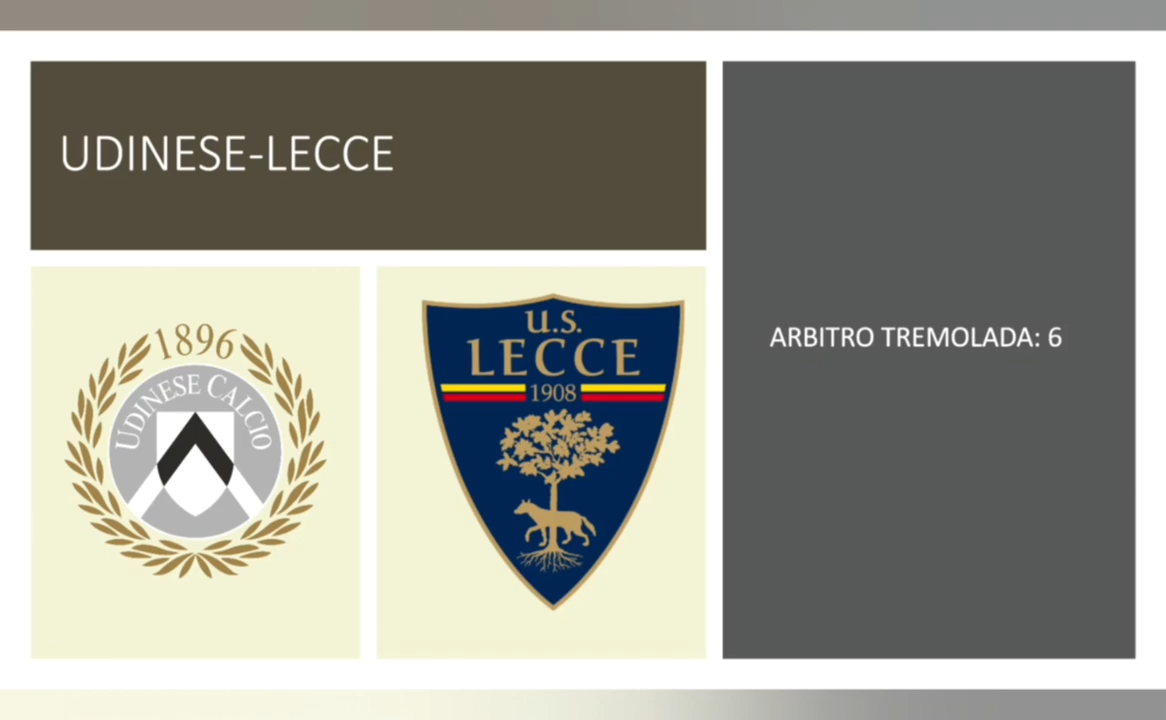 UDINESE-LECCE
1896
UDINESE CALCIO
U.S.
LECCE
1908
ARBITRO TREMOLADA: 6